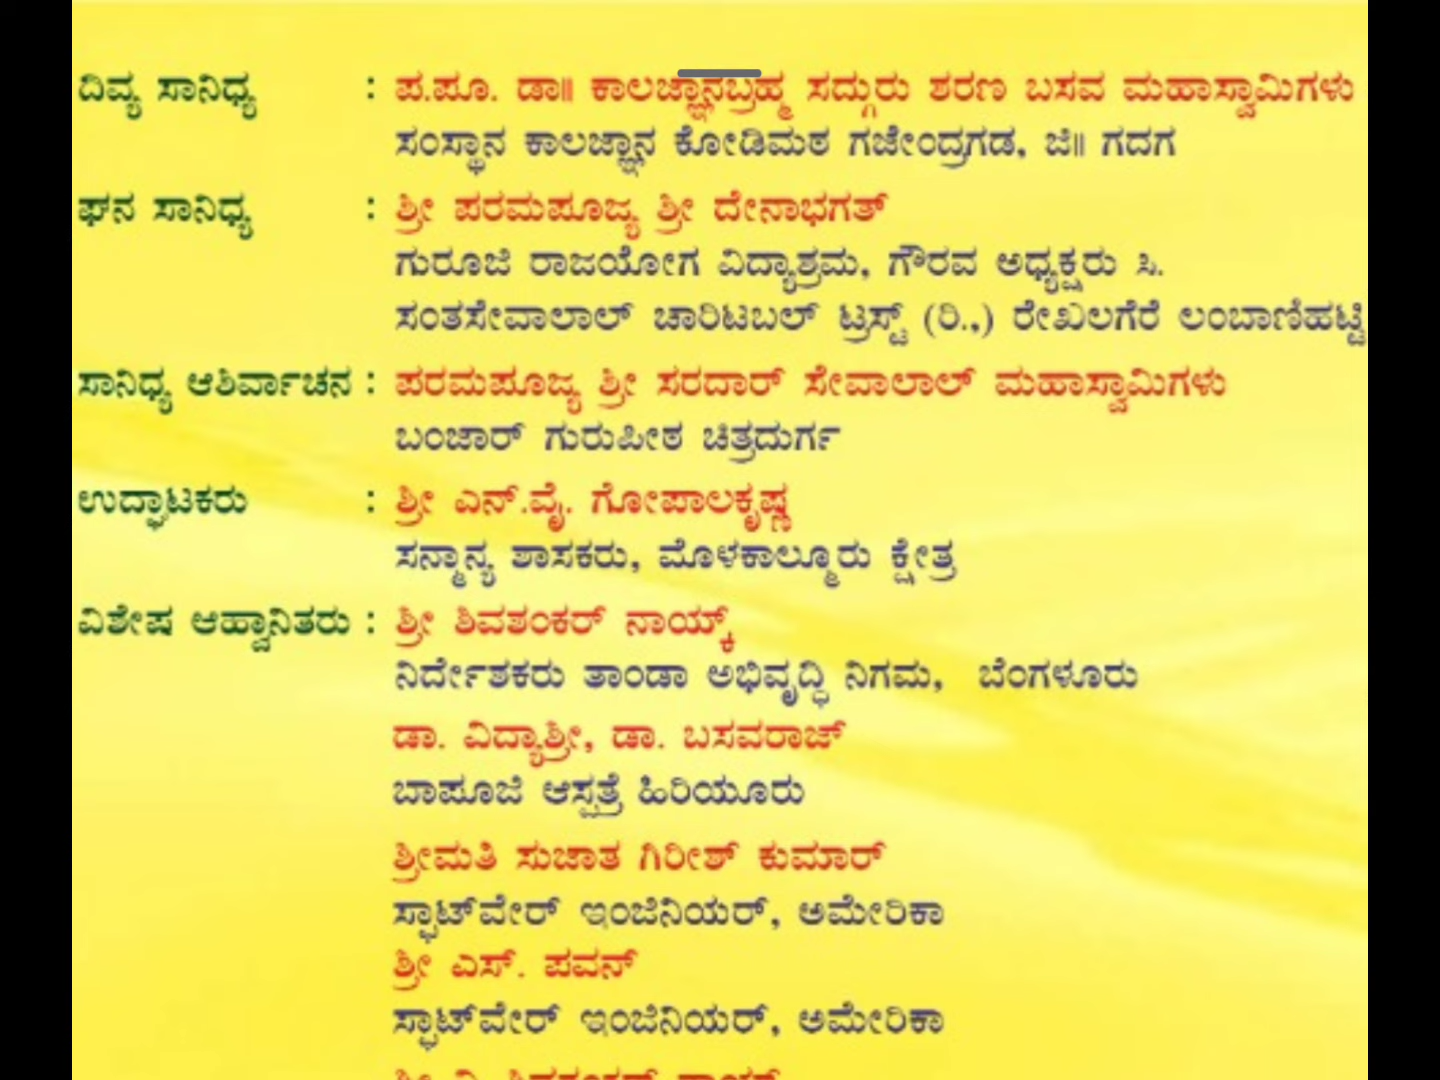 ದಿವ್ಯ ಸಾನಿಧ್ಯ : ಪ.ಪೂ. ಡಾ॥ ಕಾಲಜ್ಞಾನಬ್ರಹ್ಮ ಸದ್ಗುರು ಶರಣ ಬಸವ ಮಹಾಸ್ವಾಮಿಗಳು
ಸಂಸ್ಥಾನ ಕಾಲಜ್ಞಾನ ಕೋಡಿಮಠ ಗಜೇಂದ್ರಗಡ, ಜಿ॥ ಗದಗ
ಘನ ಸಾನಿಧ್ಯ : ಶ್ರೀ ಪರಮಪೂಜ್ಯ ಶ್ರೀ ದೇನಾಭಗತ್
ಗುರೂಜಿ ರಾಜಯೋಗ ವಿದ್ಯಾಶ್ರಮ, ಗೌರವ ಅಧ್ಯಕ್ಷರು ಸಿ.
ಸಂತಸೇವಾಲಾಲ್ ಚಾರಿಟಬಲ್ ಟ್ರಸ್ಟ್ (ರಿ.,) ರೇಖಲಗೆರೆ ಲಂಬಾಣಿಹಟ್ಟಿ
ಸಾನಿಧ್ಯ ಆಶಿರ್ವಾಚನ : ಪರಮಪೂಜ್ಯ ಶ್ರೀ ಸರದಾರ್ ಸೇವಾಲಾಲ್ ಮಹಾಸ್ವಾಮಿಗಳು
ಬಂಜಾರ್ ಗುರುಪೀಠ ಚಿತ್ರದುರ್ಗ
ಉದ್ಘಾಟಕರು : ಶ್ರೀ ಎನ್.ವೈ. ಗೋಪಾಲಕೃಷ್ಣ
ಸನ್ಮಾನ್ಯ ಶಾಸಕರು, ಮೊಳಕಾಲ್ಮೂರು ಕ್ಷೇತ್ರ
ವಿಶೇಷ ಆಹ್ವಾನಿತರು : ಶ್ರೀ ಶಿವಶಂಕರ್ ನಾಯ್ಕ್
ನಿರ್ದೇಶಕರು ತಾಂಡಾ ಅಭಿವೃದ್ಧಿ ನಿಗಮ, ಬೆಂಗಳೂರು
ಡಾ. ವಿದ್ಯಾಶ್ರೀ, ಡಾ. ಬಸವರಾಜ್
ಬಾಪೂಜಿ ಆಸ್ಪತ್ರೆ ಹಿರಿಯೂರು
ಶ್ರೀಮತಿ ಸುಜಾತ ಗಿರೀಶ್ ಕುಮಾರ್
ಸ್ಪಾಟ್‌ವೇರ್ ಇಂಜಿನಿಯರ್, ಅಮೇರಿಕಾ
ಶ್ರೀ ಎಸ್. ಪವನ್
ಸ್ಪಾಟ್‌ವೇರ್ ಇಂಜಿನಿಯರ್, ಅಮೇರಿಕಾ